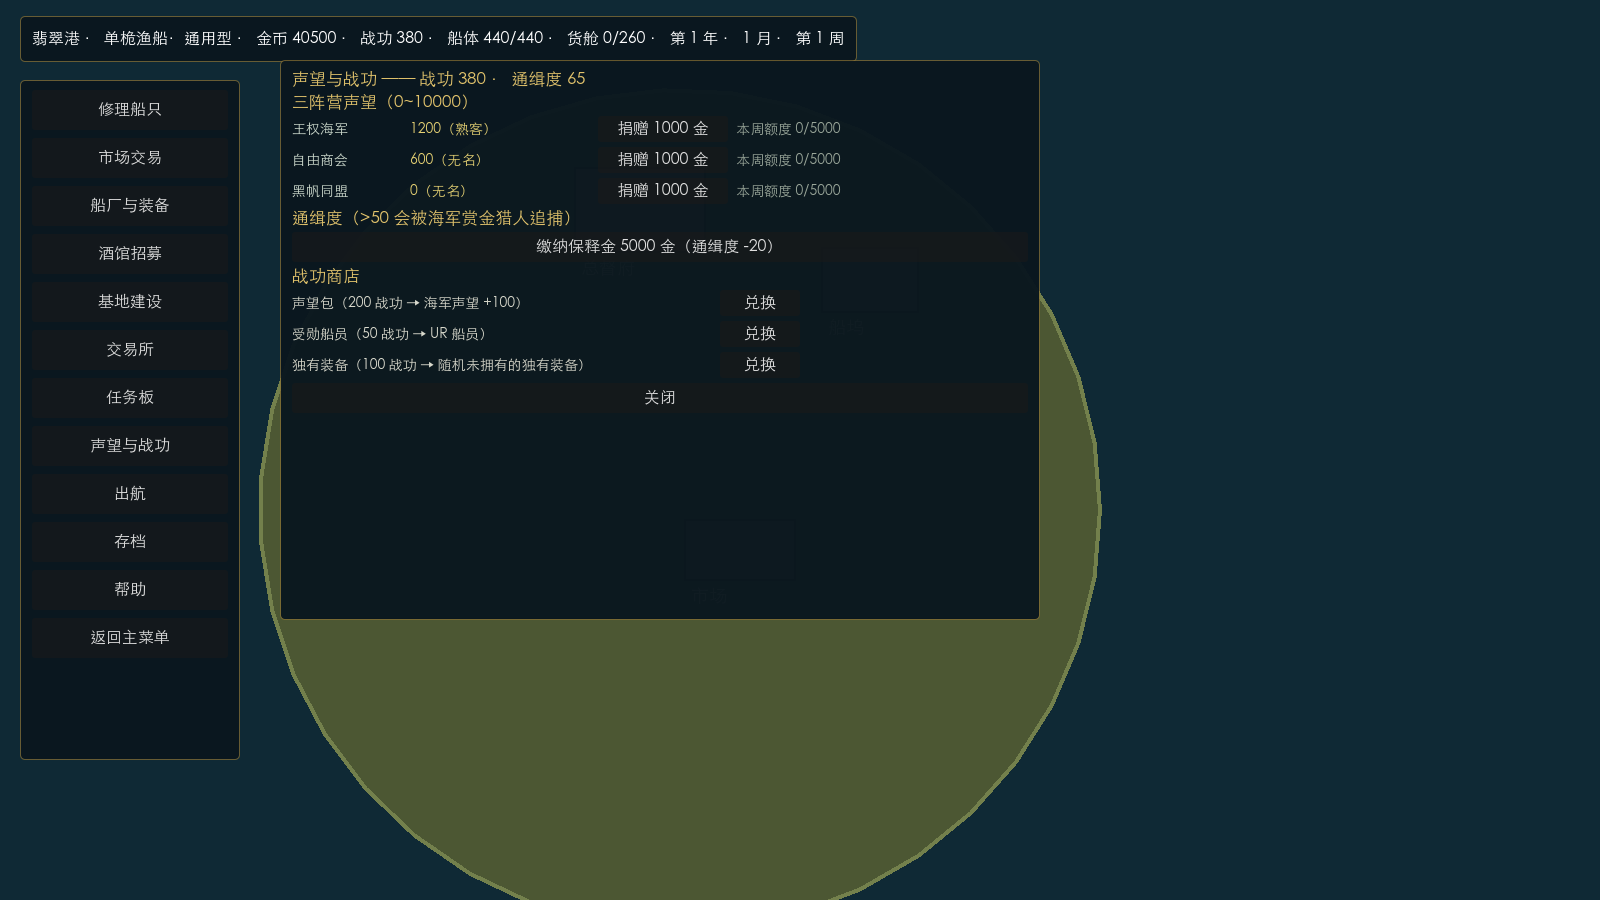 翡翠港 · 单桅渔船 · 通用型 · 金币 40500 · 战功 380 · 船体 440/440 · 货舱 0/260 · 第 1 年 · 1 月 · 第 1 周
修理船只
市场交易
船厂与装备
酒馆招募
基地建设
交易所
任务板
声望与战功
出航
存档
帮助
返回主菜单
声望与战功 —— 战功 380 · 通缉度 65
三阵营声望（0~10000）
王权海军 1200（熟客） 捐赠 1000 金 本周额度 0/5000
自由商会 600（无名） 捐赠 1000 金 本周额度 0/5000
黑帆同盟 0（无名） 捐赠 1000 金 本周额度 0/5000
通缉度（>50 会被海军赏金猎人追捕）
缴纳保释金 5000 金（通缉度 -20）
战功商店
声望包（200 战功 → 海军声望 +100） 兑换
受勋船员（50 战功 → UR 船员） 兑换
独有装备（100 战功 → 随机未拥有的独有装备） 兑换
关闭